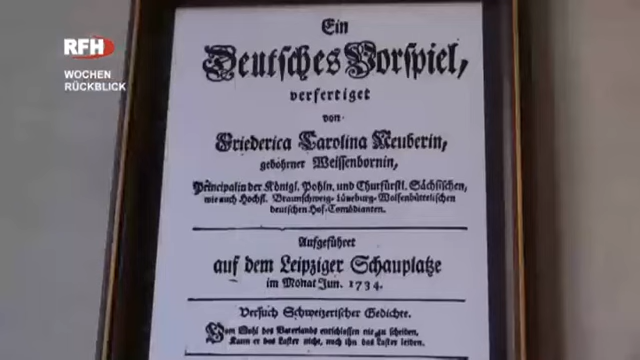 RFH
WOCHEN
RÜCKBLICK
Ein
Deutsches Vorspiel,
verfertiget
von
Friederica Carolina Neuberin,
gebohrner Weissenbornin,
Principalin der Königl. Pohln. und Churfürstl. Sächsischen,
wie auch Hochfl. Braunschweig-Lüneburg-Wolfenbüttelischen
deutschen Hof-Comödianten.
Aufgeführet
auf dem Leipziger Schauplatze
im Monat Jun. 1734.
Versuch Schweizerischer Gedichte.
Vom Wohl des Vaterlands entschlossen nie zu scheiden,
Kann er das Laster nicht, noch ihn das Laster leiden.